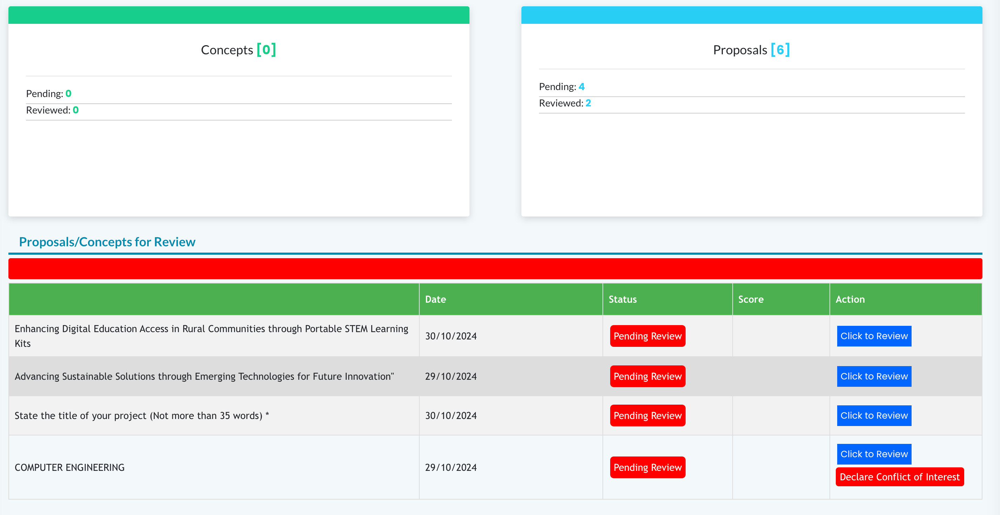 Concepts [0]
Pending: 0
Reviewed: 0
Proposals [6]
Pending: 4
Reviewed: 2
Proposals/Concepts for Review
Date Status Score Action
Enhancing Digital Education Access in Rural Communities through Portable STEM Learning
Kits
30/10/2024 Pending Review Click to Review
Advancing Sustainable Solutions through Emerging Technologies for Future Innovation" 29/10/2024 Pending Review Click to Review
State the title of your project (Not more than 35 words) * 30/10/2024 Pending Review Click to Review
COMPUTER ENGINEERING 29/10/2024 Pending Review Click to Review
Declare Conflict of Interest